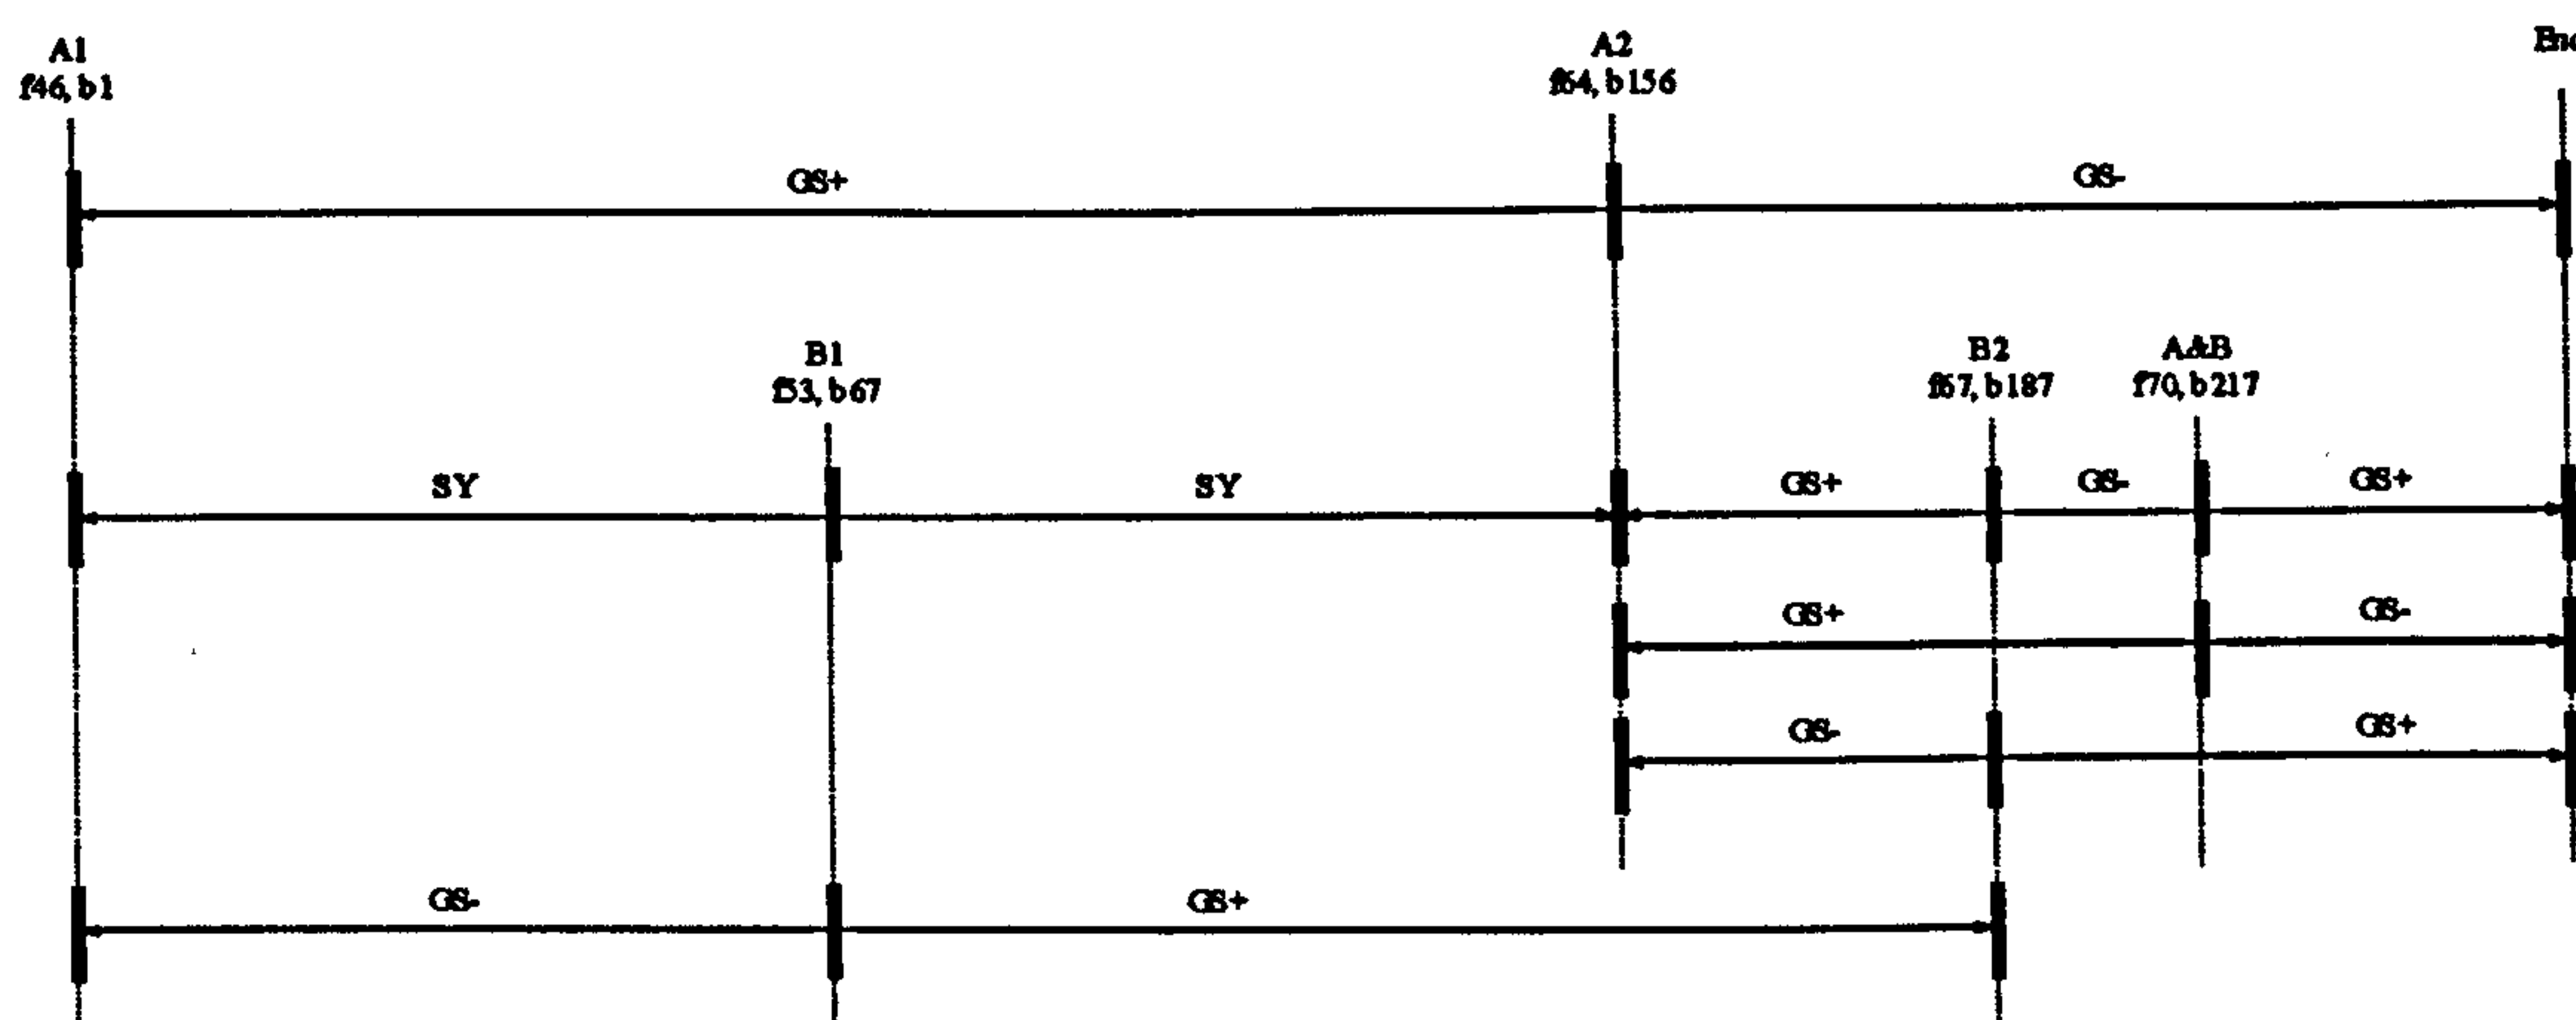 A1
f46, b1
A2
f64, b156
GS+
GS-
B1
f53, b67
B2
f67, b187
A&B
f70, b217
SY
SY
GS+
GS-
GS+
GS+
GS-
GS-
GS+
GS-
GS+